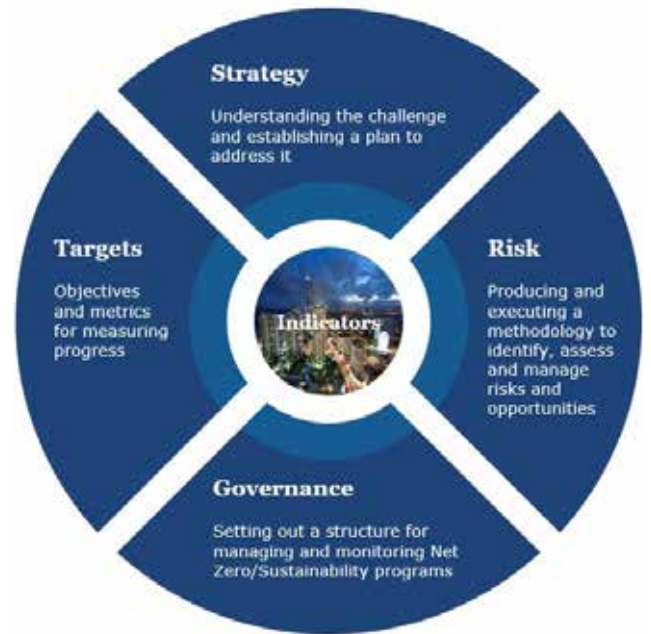 Strategy
Understanding the challenge
and establishing a plan to
address it
Targets
Objectives
and metrics
for measuring
progress
Indicators
Risk
Producing and
executing a
methodology to
identify, assess
and manage
risks and
opportunities
Governance
Setting out a structure for
managing and monitoring Net
Zero/Sustainability programs